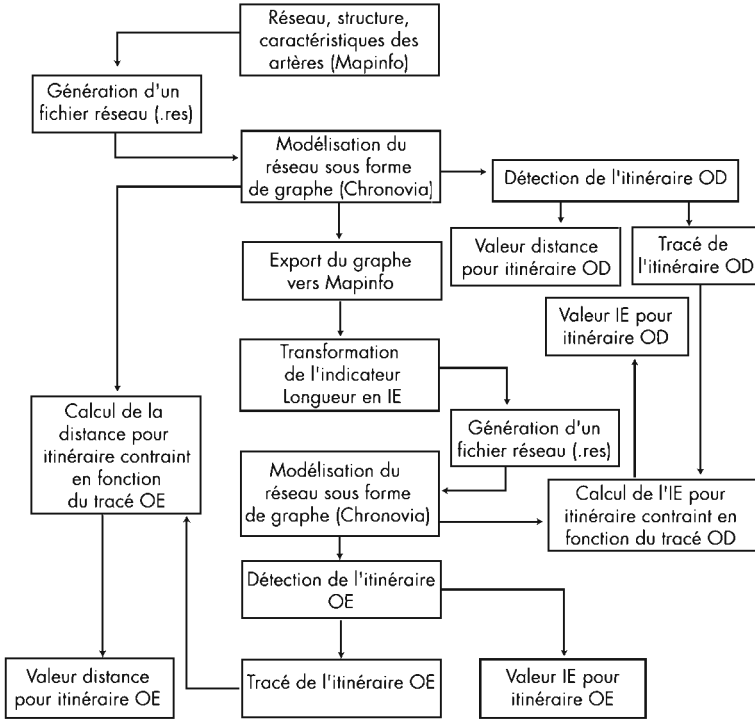 Réseau, structure,
caractéristiques des
artères (Mapinfo)
Génération d'un
fichier réseau (.res)
Modélisation du
réseau sous forme
de graphe (Chronovia)
Détection de l'itinéraire OD
Valeur distance
pour itinéraire OD
Tracé de
l'itinéraire OD
Export du graphe
vers Mapinfo
Valeur IE pour
itinéraire OD
Transformation
de l'indicateur
Longueur en IE
Calcul de la
distance pour
itinéraire contraint
en fonction
du tracé OE
Génération d'un
fichier réseau (.res)
Modélisation du
réseau sous forme
de graphe (Chronovia)
Calcul de l'IE pour
itinéraire contraint en
fonction du tracé OD
Détection de l'itinéraire
OE
Valeur distance
pour itinéraire OE
Tracé de l'itinéraire OE
Valeur IE pour
itinéraire OE